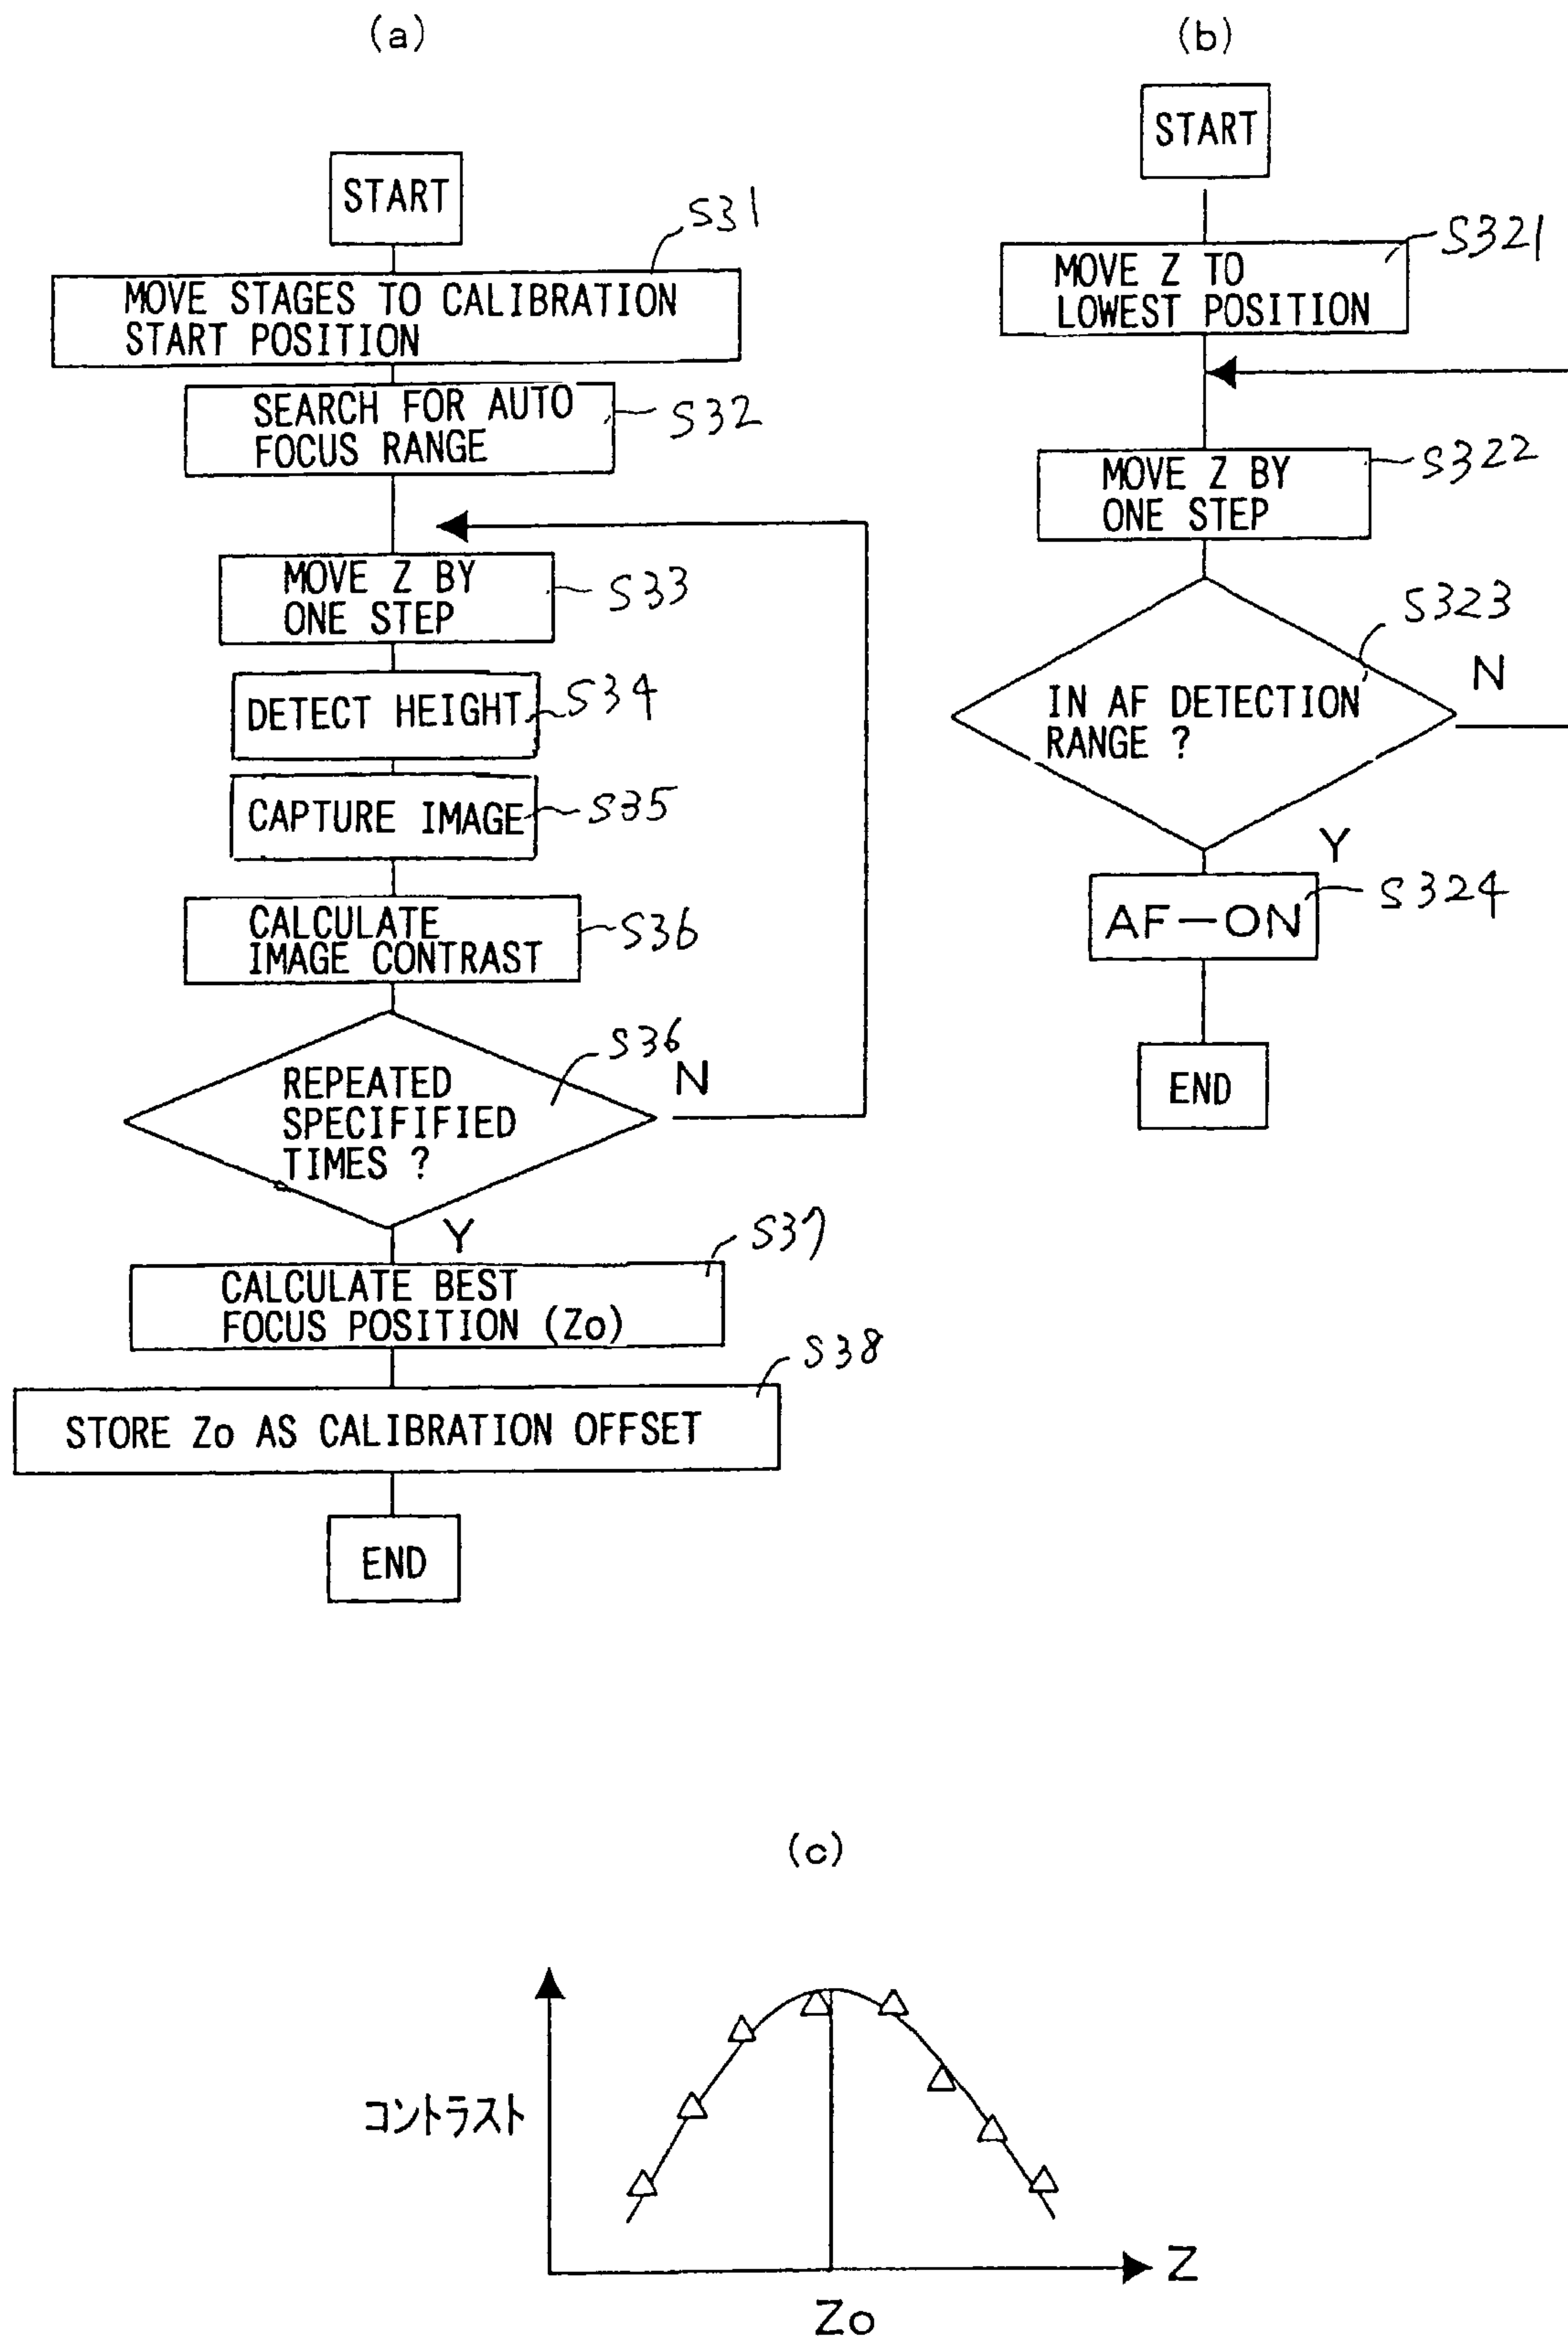 (a)
START
S31
MOVE STAGES TO CALIBRATION
START POSITION
SEARCH FOR AUTO
FOCUS RANGE
S32
MOVE Z BY
ONE STEP
S33
DETECT HEIGHT
S34
CAPTURE IMAGE
S35
CALCULATE
IMAGE CONTRAST
S36
S36
REPEATED
SPECIFIFIED
TIMES ?
N
Y
S37
CALCULATE BEST
FOCUS POSITION (Zo)
S38
STORE Zo AS CALIBRATION OFFSET
END
(b)
START
S321
MOVE Z TO
LOWEST POSITION
MOVE Z BY
ONE STEP
S322
S323
IN AF DETECTION
RANGE ?
N
Y
AF-ON
S324
END
(c)
コントラスト
Z
Zo